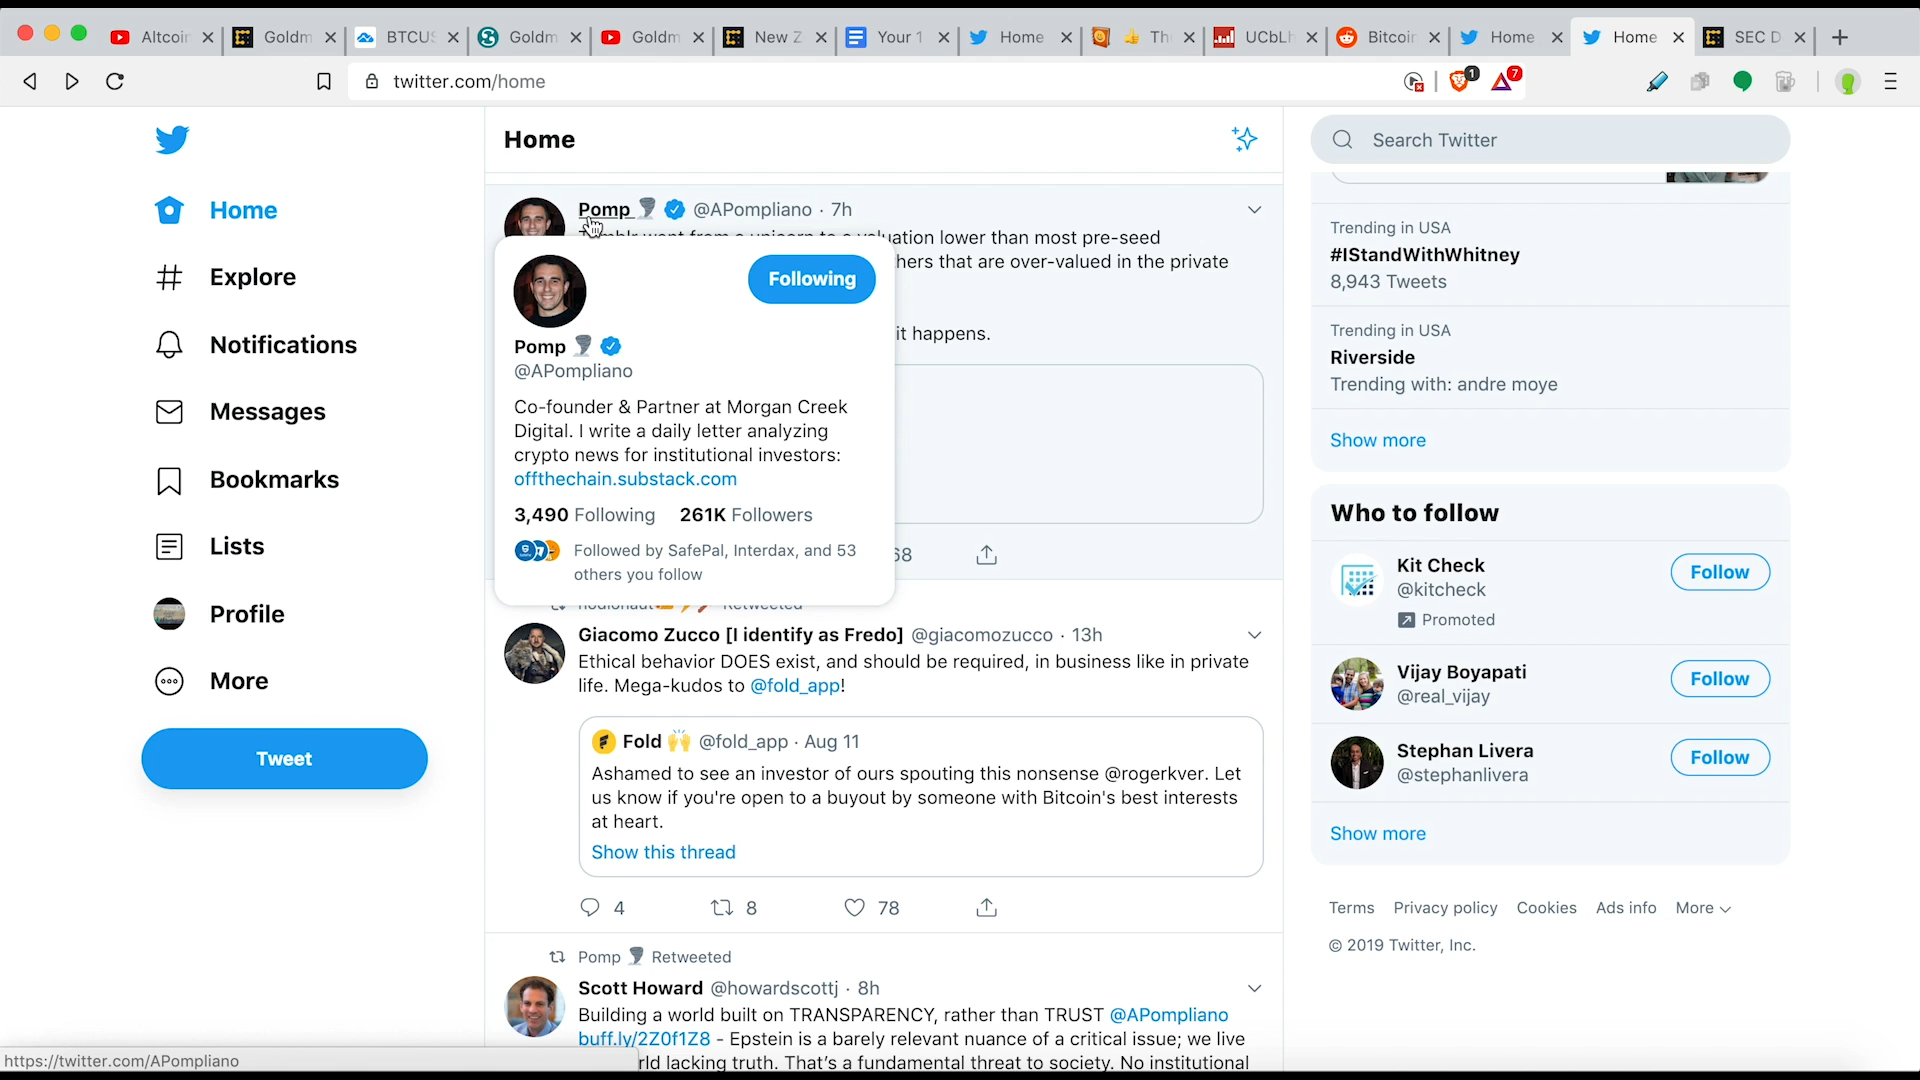 Altcoin
Goldm
BTCUS
Goldm
Goldm
New Z
Your 1
Home
Th
UCbLh
Bitcoin
Home
Home
SEC D
twitter.com/home
1
7
Home
Explore
Notifications
Messages
Bookmarks
Lists
Profile
More
Tweet
Home
Pomp @APompliano · 7h
Tumblr went from a unicorn to a valuation lower than most pre-seed
hers that are over-valued in the private
it happens.
68
Following
Pomp
@APompliano
Co-founder & Partner at Morgan Creek
Digital. I write a daily letter analyzing
crypto news for institutional investors:
offthechain.substack.com
3,490 Following 261K Followers
Followed by SafePal, Interdax, and 53
others you follow
hodlonaut Retweeted
Giacomo Zucco [I identify as Fredo] @giacomozucco · 13h
Ethical behavior DOES exist, and should be required, in business like in private
life. Mega-kudos to @fold_app!
Fold @fold_app · Aug 11
Ashamed to see an investor of ours spouting this nonsense @rogerkver. Let
us know if you're open to a buyout by someone with Bitcoin's best interests
at heart.
Show this thread
4 8 78
Pomp Retweeted
Scott Howard @howardscottj · 8h
Building a world built on TRANSPARENCY, rather than TRUST @APompliano
buff.ly/2Z0f1Z8 - Epstein is a barely relevant nuance of a critical issue; we live
rld lacking truth. That's a fundamental threat to society. No institutional
Search Twitter
Trending in USA
#IStandWithWhitney
8,943 Tweets
Trending in USA
Riverside
Trending with: andre moye
Show more
Who to follow
Kit Check
@kitcheck
Promoted
Follow
Vijay Boyapati
@real_vijay
Follow
Stephan Livera
@stephanlivera
Follow
Show more
Terms Privacy policy Cookies Ads info More
© 2019 Twitter, Inc.
https://twitter.com/APompliano